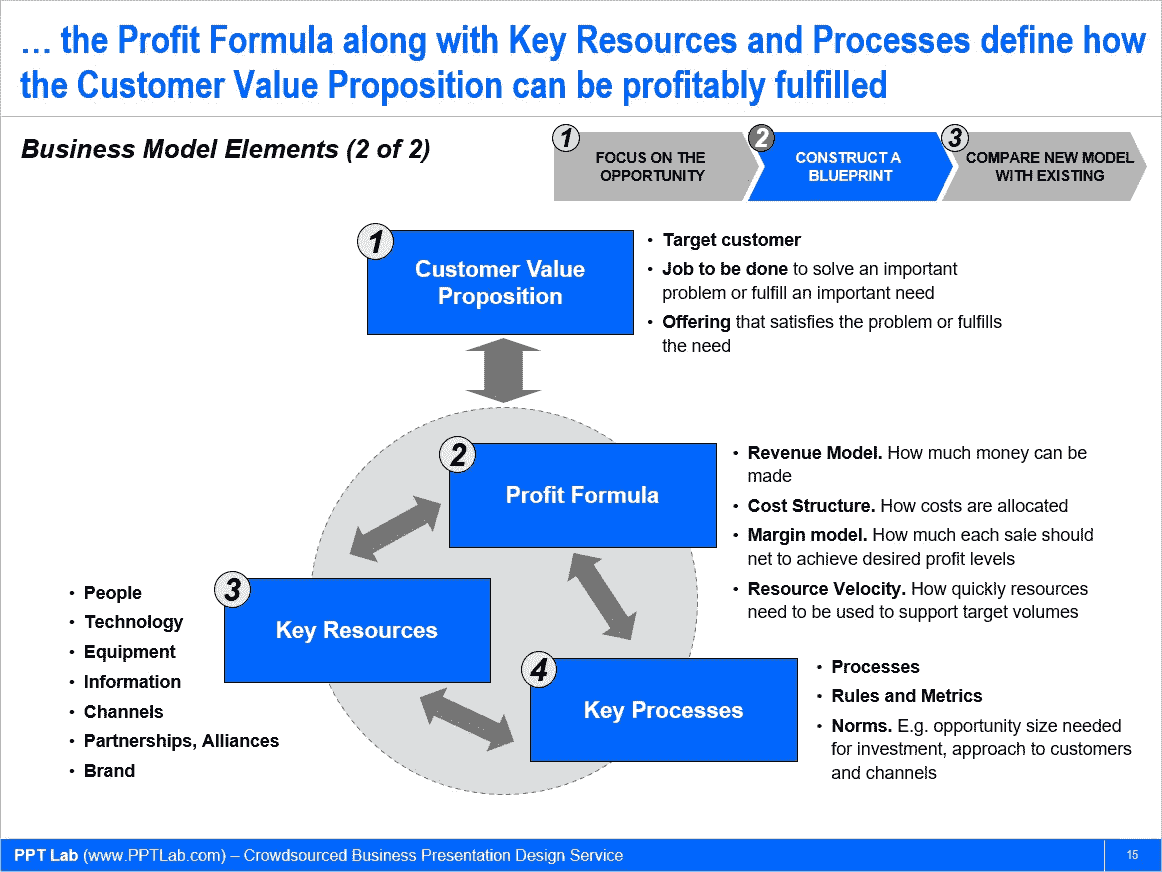 … the Profit Formula along with Key Resources and Processes define how
the Customer Value Proposition can be profitably fulfilled
Business Model Elements (2 of 2)
1
FOCUS ON THE
OPPORTUNITY
2
CONSTRUCT A
BLUEPRINT
3
COMPARE NEW MODEL
WITH EXISTING
1
Customer Value
Proposition
• Target customer
• Job to be done to solve an important
problem or fulfill an important need
• Offering that satisfies the problem or fulfills
the need
2
Profit Formula
• Revenue Model. How much money can be
made
• Cost Structure. How costs are allocated
• Margin model. How much each sale should
net to achieve desired profit levels
• Resource Velocity. How quickly resources
need to be used to support target volumes
3
Key Resources
• People
• Technology
• Equipment
• Information
• Channels
• Partnerships, Alliances
• Brand
4
Key Processes
• Processes
• Rules and Metrics
• Norms. E.g. opportunity size needed
for investment, approach to customers
and channels
PPT Lab (www.PPTLab.com) – Crowdsourced Business Presentation Design Service
15